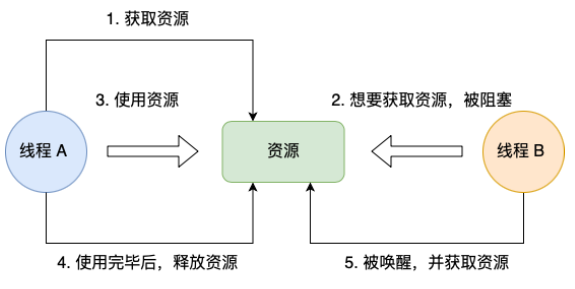 1. 获取资源
3. 使用资源
2. 想要获取资源，被阻塞
线程 A
资源
线程 B
4. 使用完毕后，释放资源
5. 被唤醒，并获取资源